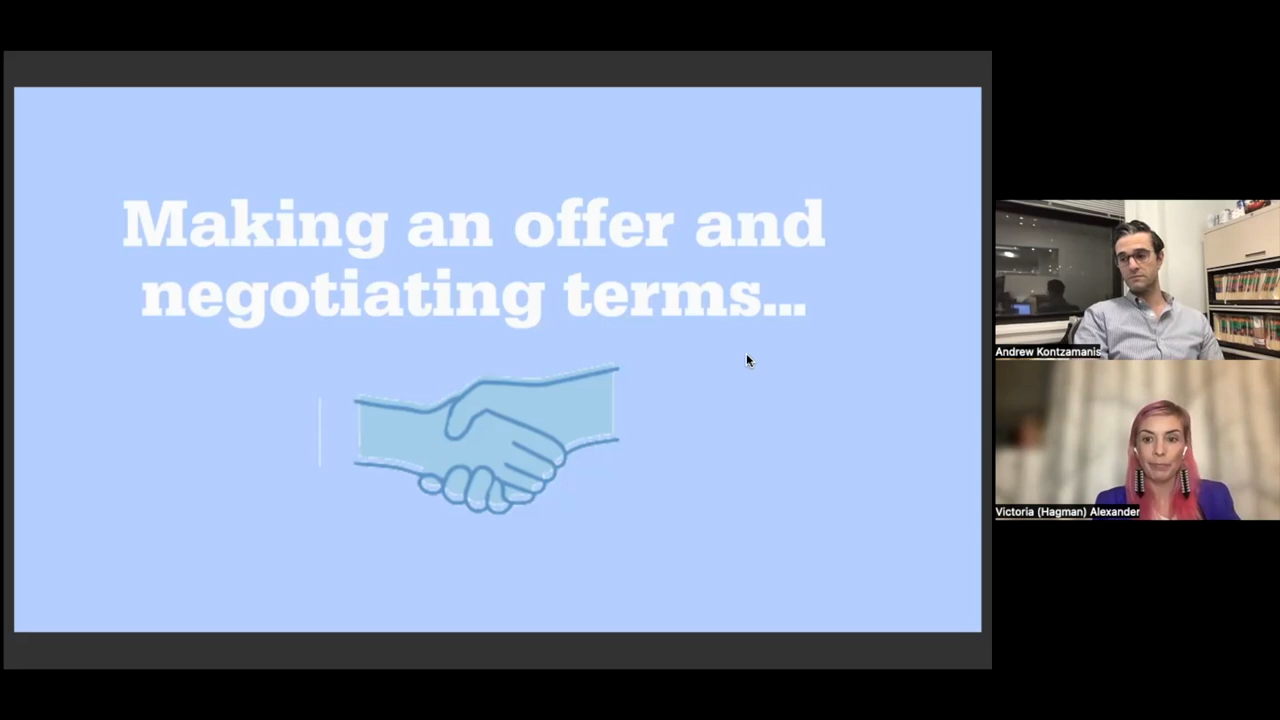 Making an offer and
negotiating terms...
Andrew Kontzamanis
Victoria (Hagman) Alexander